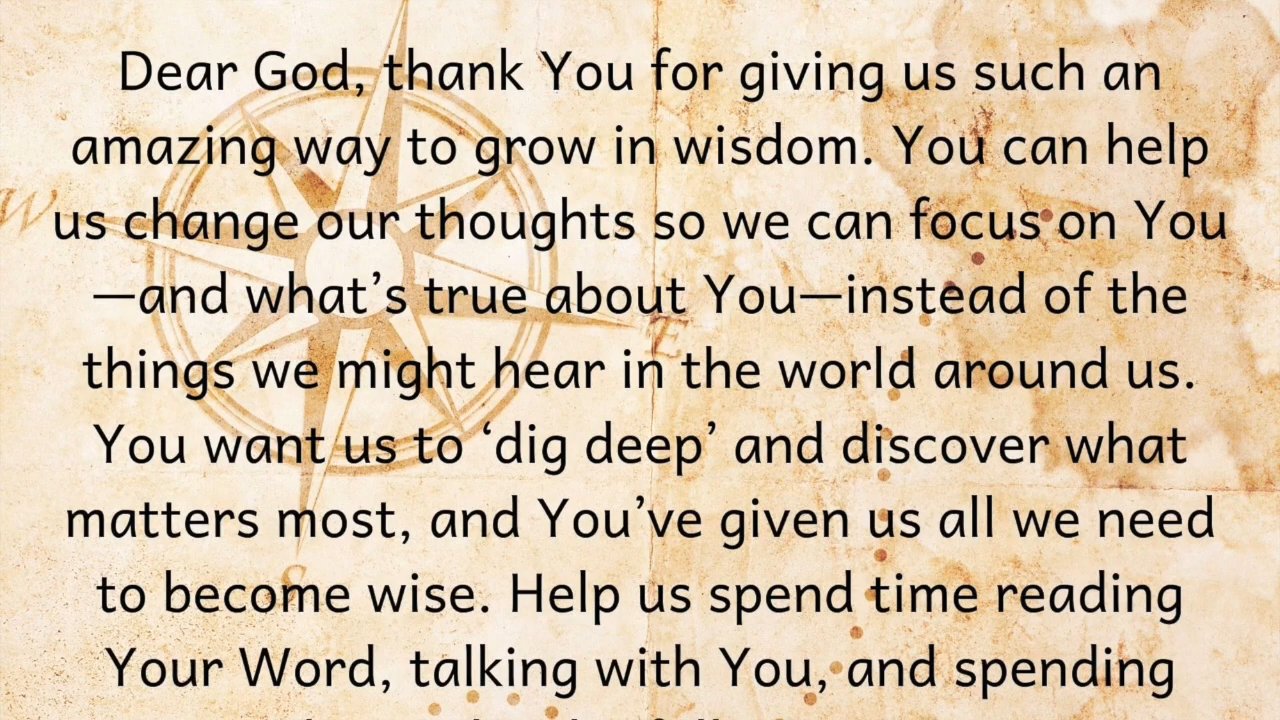 Dear God, thank You for giving us such an
amazing way to grow in wisdom. You can help
us change our thoughts so we can focus on You
—and what’s true about You—instead of the
things we might hear in the world around us.
You want us to ‘dig deep’ and discover what
matters most, and You’ve given us all we need
to become wise. Help us spend time reading
Your Word, talking with You, and spending
W
E
S